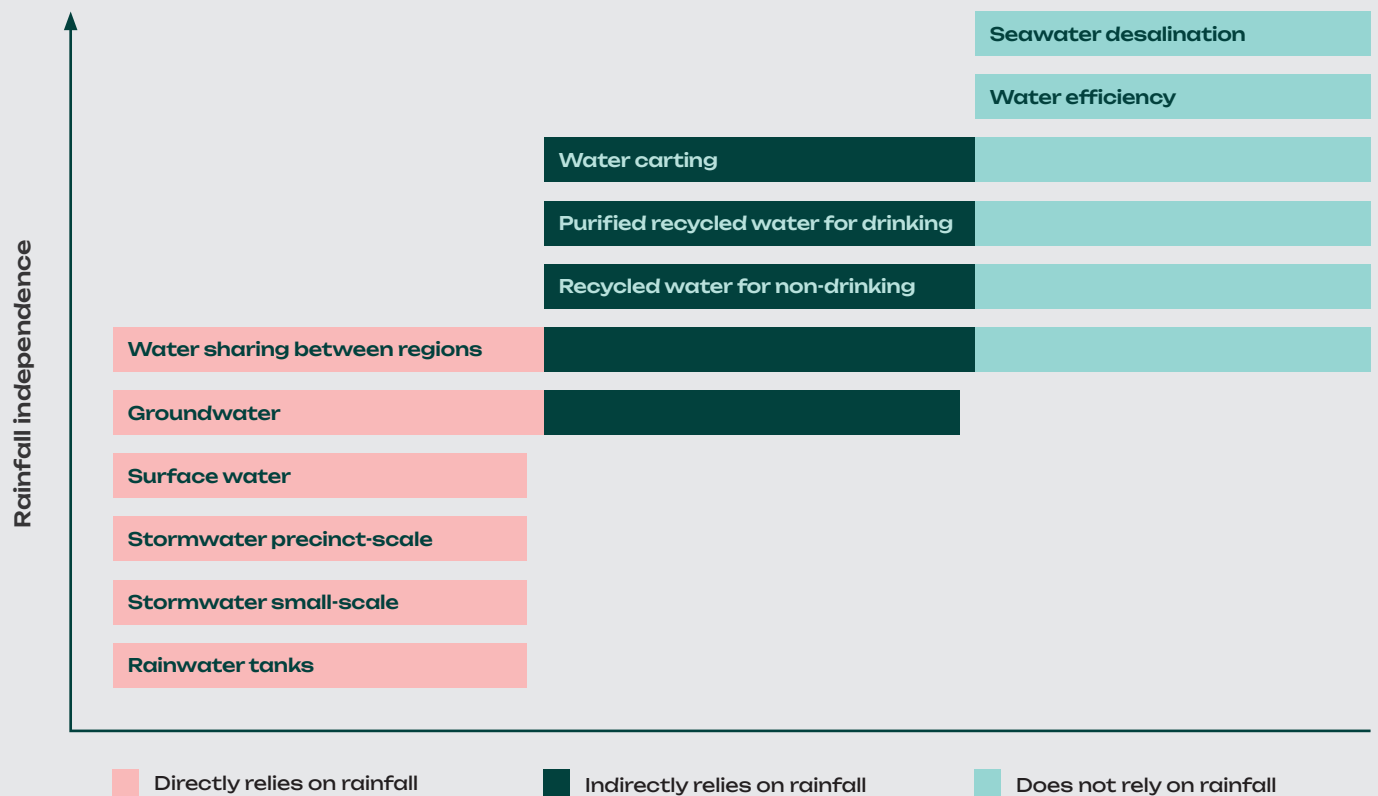 Seawater desalination
Water efficiency
Water carting
Purified recycled water for drinking
Recycled water for non-drinking
Water sharing between regions
Groundwater
Surface water
Stormwater precinct-scale
Stormwater small-scale
Rainwater tanks
Rainfall independence
Directly relies on rainfall
Indirectly relies on rainfall
Does not rely on rainfall